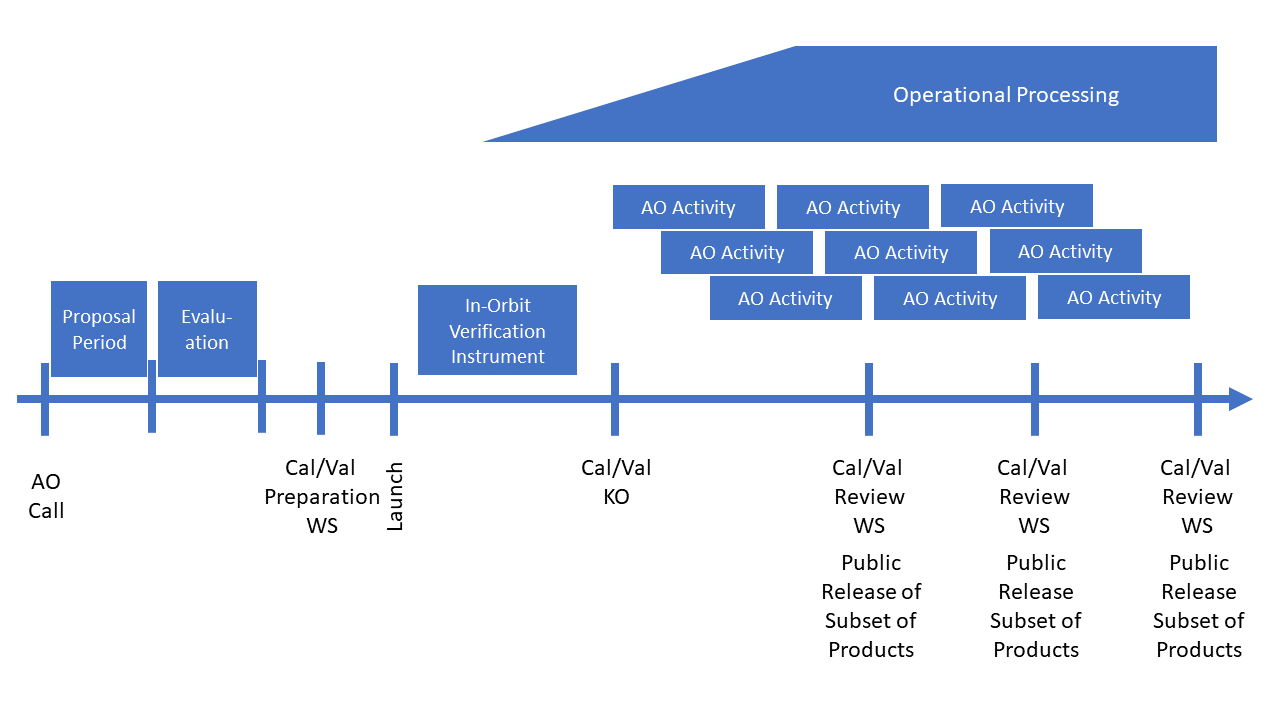 Operational Processing
AO Activity
AO Activity
AO Activity
AO Activity
AO Activity
AO Activity
AO Activity
AO Activity
AO Activity
Proposal
Period
Evalu-
ation
In-Orbit
Verification
Instrument
AO
Call
Cal/Val
Preparation
WS
Launch
Cal/Val
KO
Cal/Val
Review
WS
Public
Release of
Subset of
Products
Cal/Val
Review
WS
Public
Release
Subset of
Products
Cal/Val
Review
WS
Public
Release
Subset of
Products